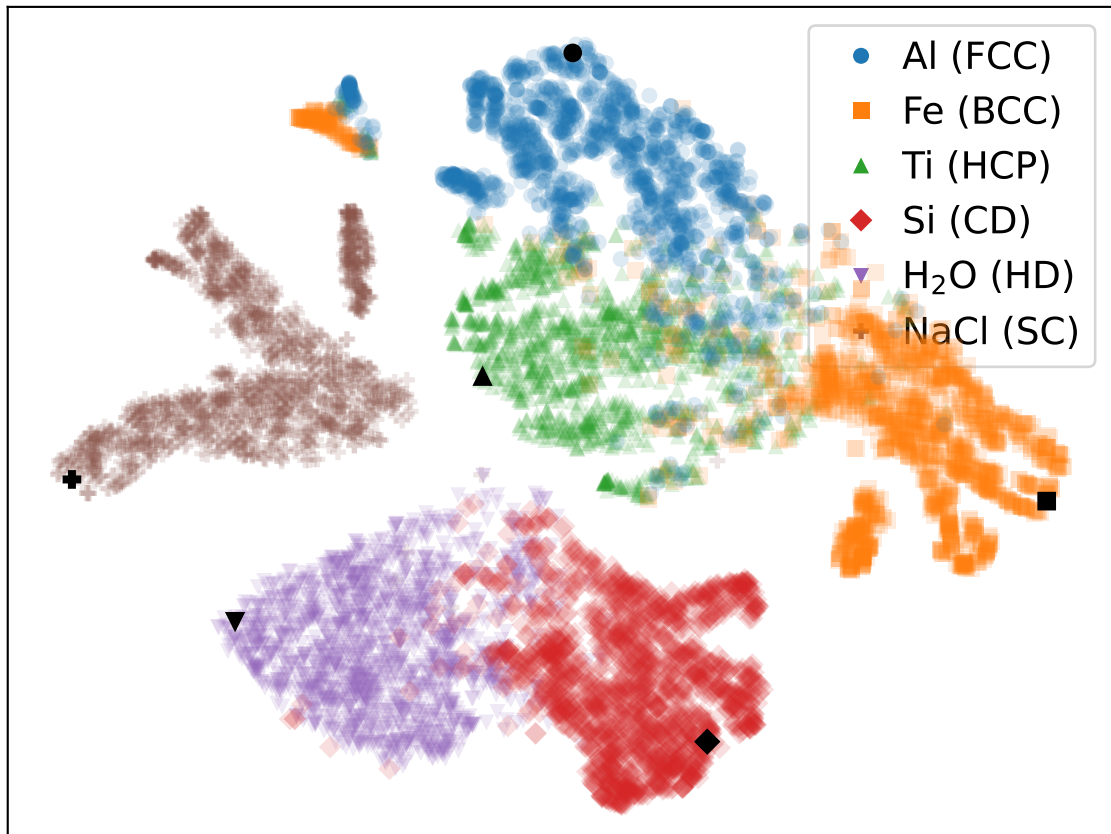 Al (FCC)
Fe (BCC)
Ti (HCP)
Si (CD)
H₂O (HD)
NaCl (SC)